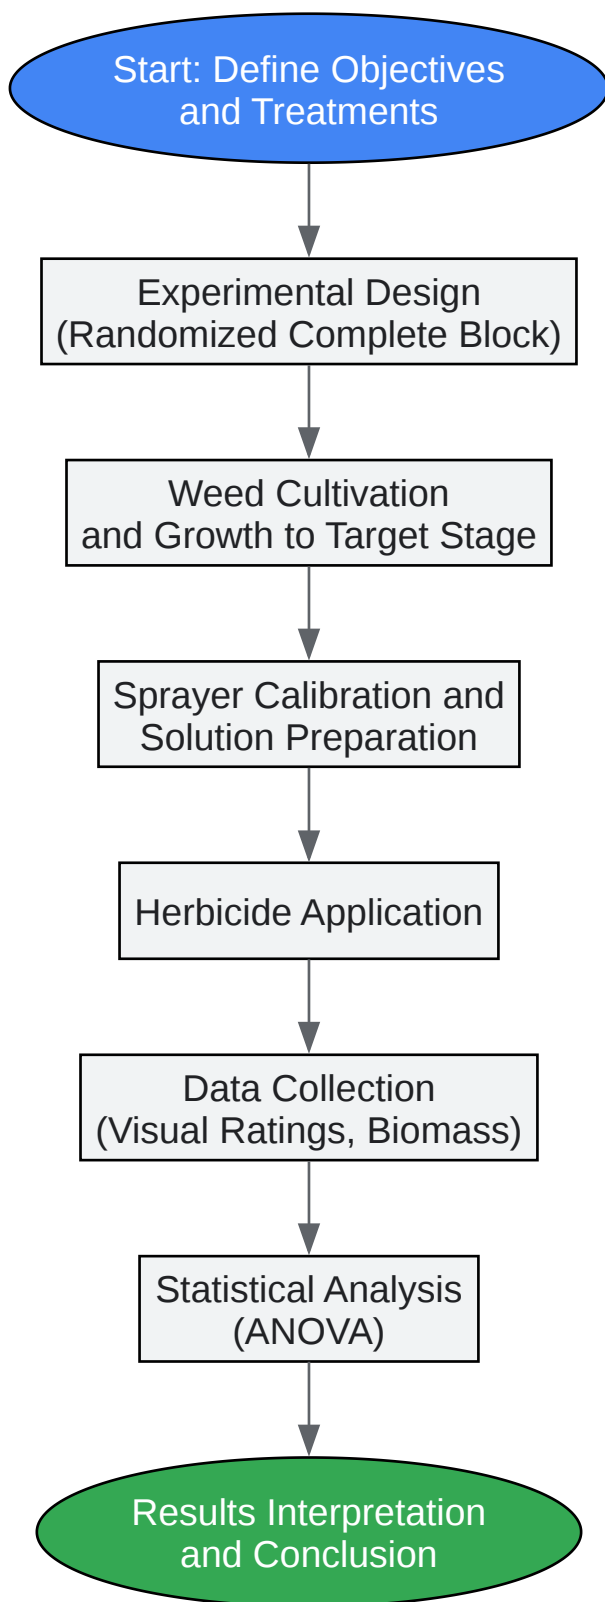 Start: Define Objectives
and Treatments
Experimental Design
(Randomized Complete Block)
Weed Cultivation
and Growth to Target Stage
Sprayer Calibration and
Solution Preparation
Herbicide Application
Data Collection
(Visual Ratings, Biomass)
Statistical Analysis
(ANOVA)
Results Interpretation
and Conclusion